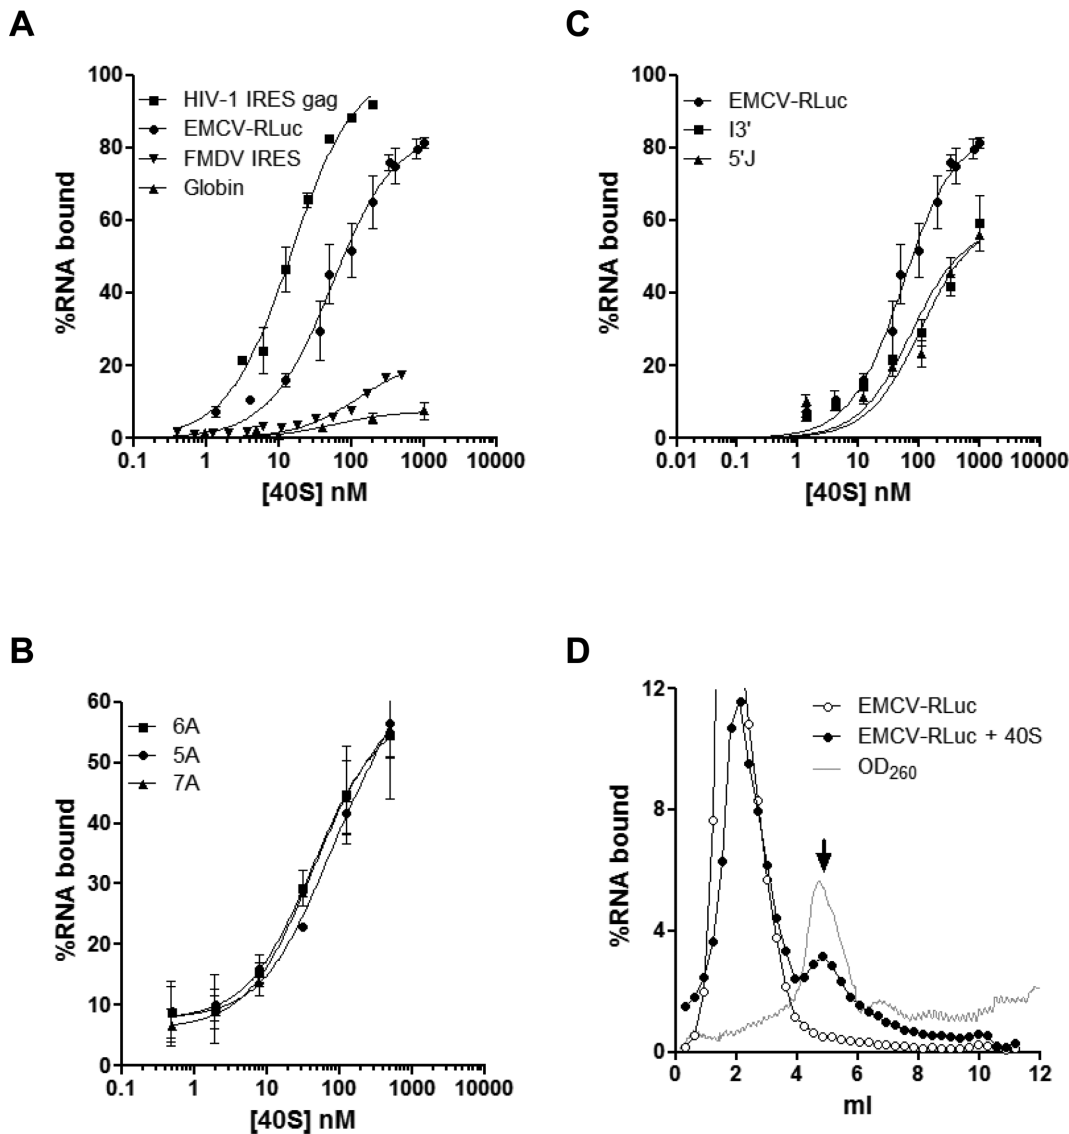 A
100
80
60
40
20
0
%RNA bound
HIV-1 IRES gag
EMCV-RLuc
FMDV IRES
Globin
0.1 1 10 100 1000 10000
[40S] nM
C
100
80
60
40
20
0
%RNA bound
EMCV-RLuc
I3'
5'J
0.01 0.1 1 10 100 1000 10000
[40S] nM
B
60
50
40
30
20
10
0
%RNA bound
6A
5A
7A
0.1 1 10 100 1000 10000
[40S] nM
D
12
8
4
0
%RNA bound
EMCV-RLuc
EMCV-RLuc + 40S
OD260
0 2 4 6 8 10 12
ml